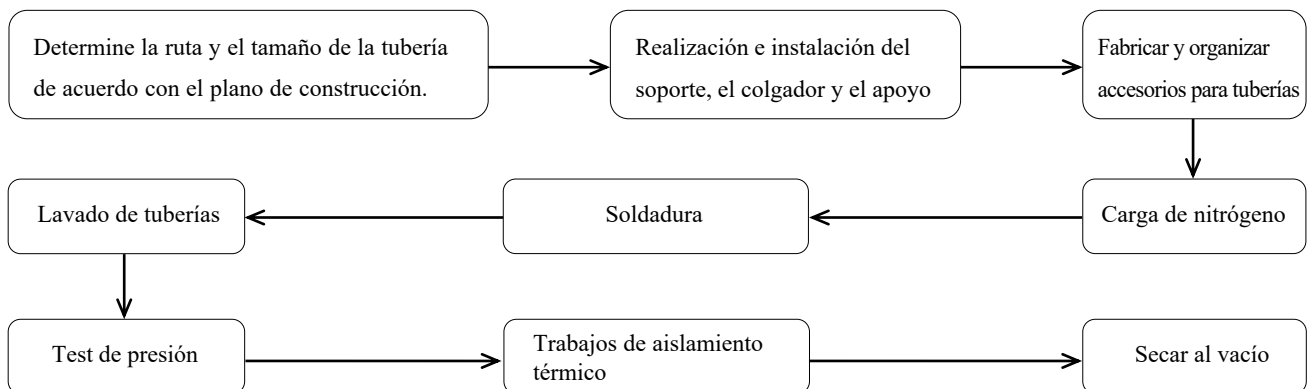 Determine la ruta y el tamaño de la tubería
de acuerdo con el plano de construcción.
Realización e instalación del
soporte, el colgador y el apoyo
Fabricar y organizar
accesorios para tuberías
Carga de nitrógeno
Soldadura
Lavado de tuberías
Test de presión
Trabajos de aislamiento
térmico
Secar al vacío